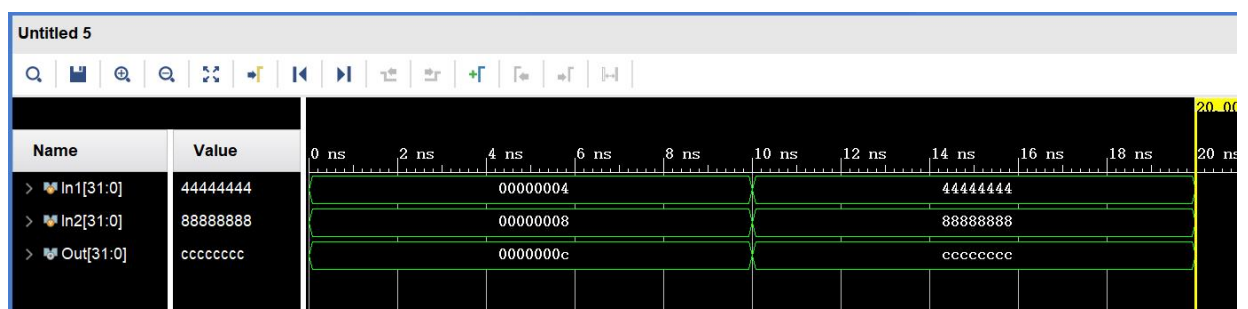 Untitled 5
20.00
Name Value 0 ns 2 ns 4 ns 6 ns 8 ns 10 ns 12 ns 14 ns 16 ns 18 ns 20 ns
In1[31:0] 44444444 00000004 44444444
In2[31:0] 88888888 00000008 88888888
Out[31:0] cccccccc 0000000c cccccccc